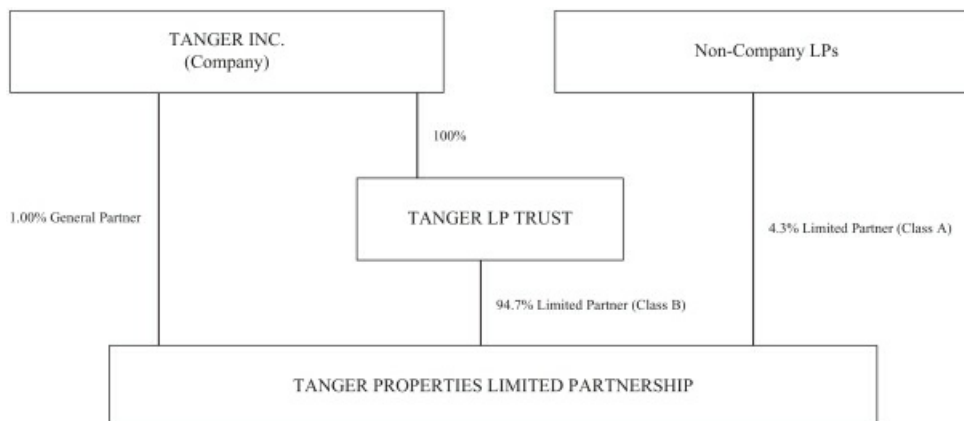 TANGER INC.
(Company)
Non-Company LPs
100%
1.00% General Partner
TANGER LP TRUST
4.3% Limited Partner (Class A)
94.7% Limited Partner (Class B)
TANGER PROPERTIES LIMITED PARTNERSHIP